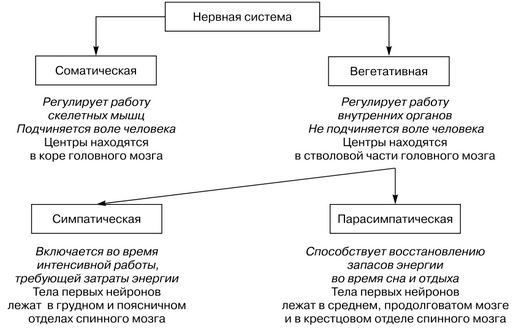 Нервная система
Соматическая
Вегетативная
Регулирует работу
скелетных мышц
Подчиняется воле человека
Центры находятся
в коре головного мозга
Регулирует работу
внутренних органов
Не подчиняется воле человека
Центры находятся
в стволовой части головного мозга
Симпатическая
Парасимпатическая
Включается во время
интенсивной работы,
требующей затраты энергии
Тела первых нейронов
лежат в грудном и поясничном
отделах спинного мозга
Способствует восстановлению
запасов энергии
во время сна и отдыха
Тела первых нейронов
лежат в среднем, продолговатом мозге
и в крестцовом отделе спинного мозга